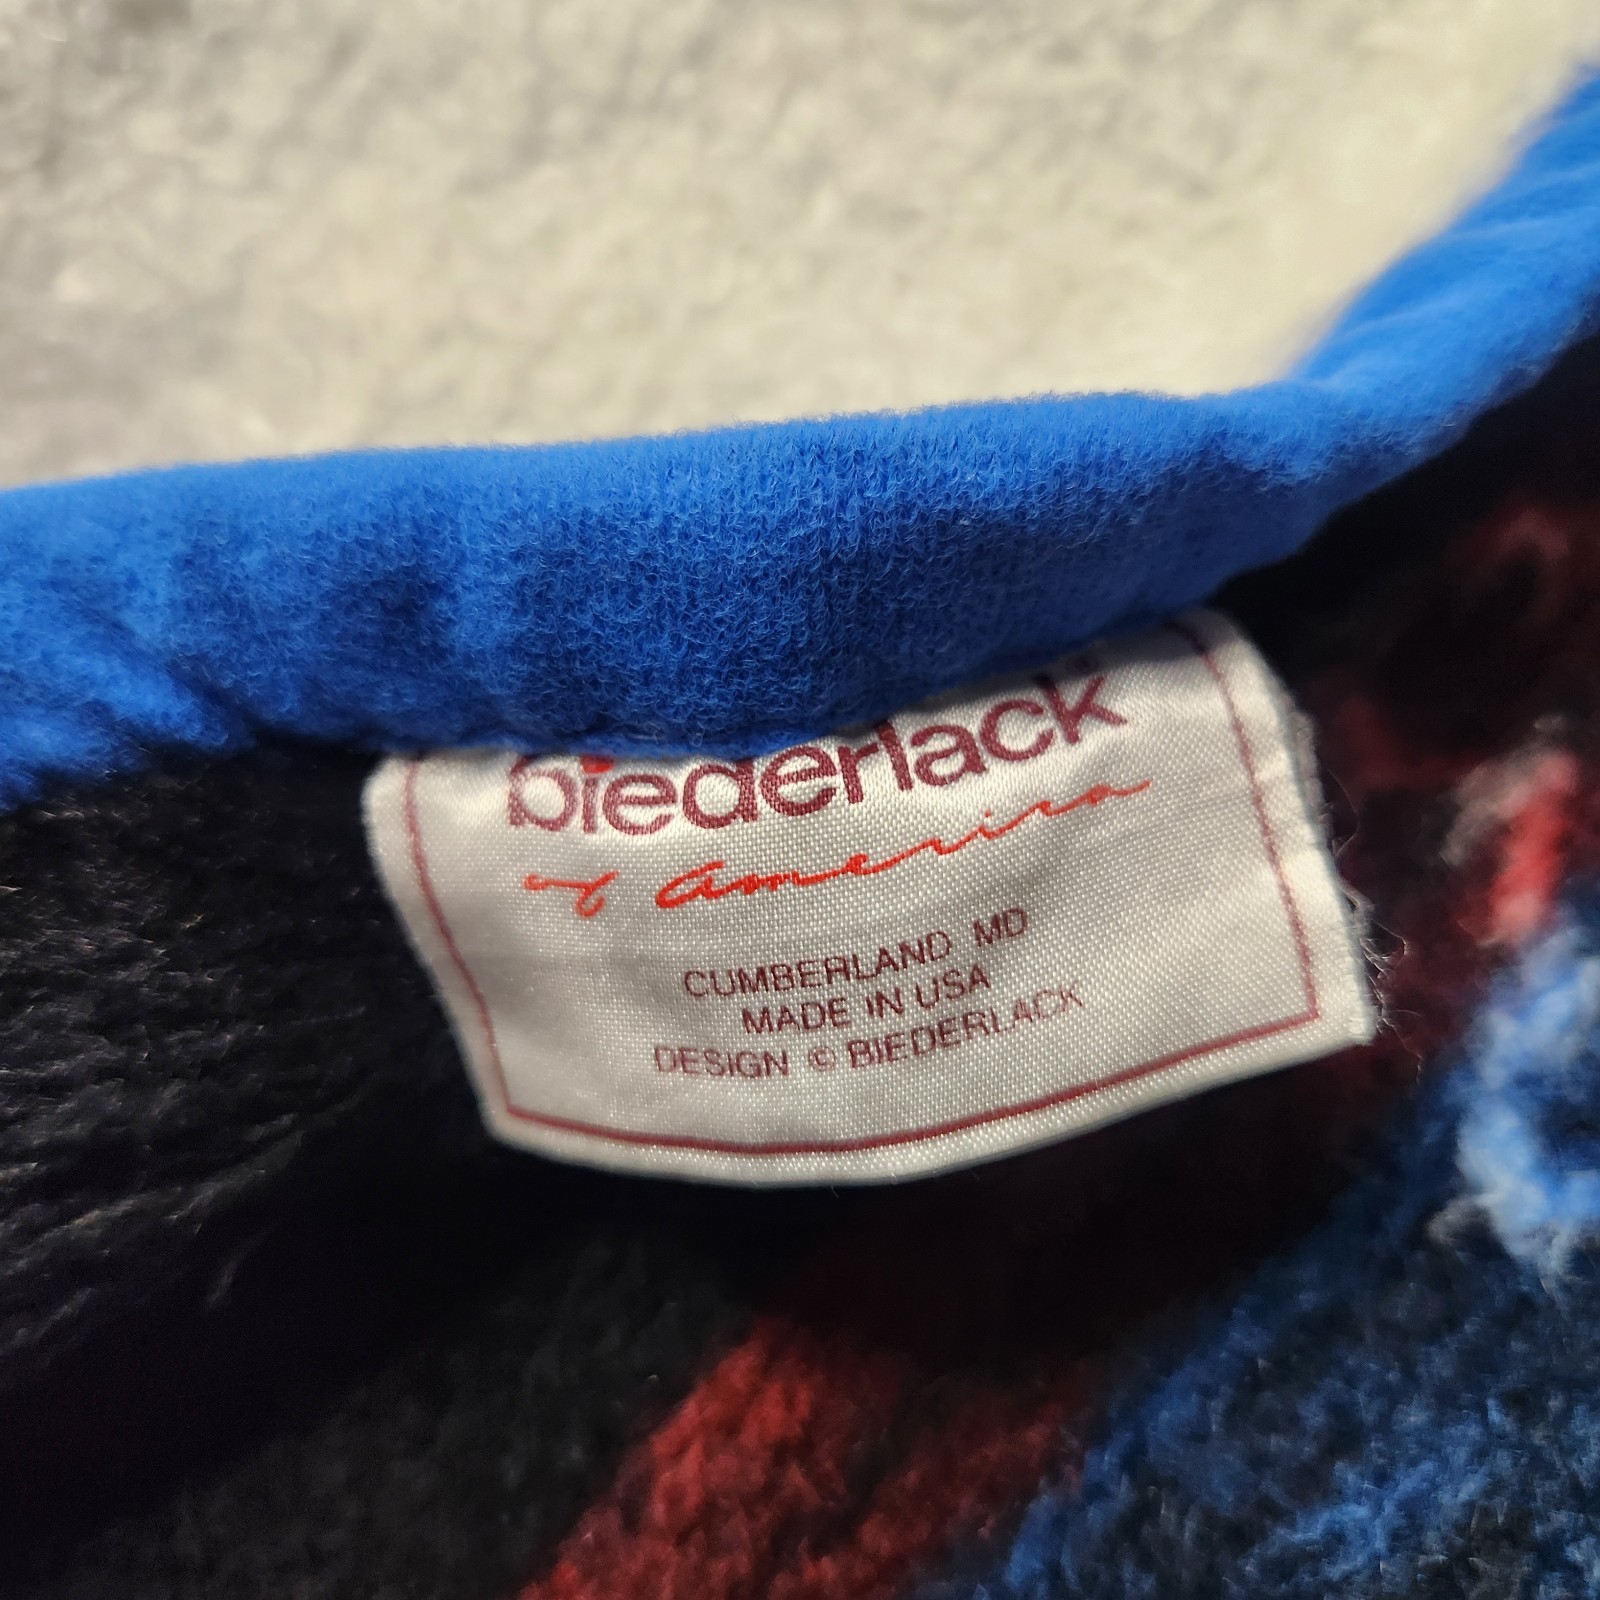 biederlack®
of america
CUMBERLAND MD
MADE IN USA
DESIGN © BIEDERLACK